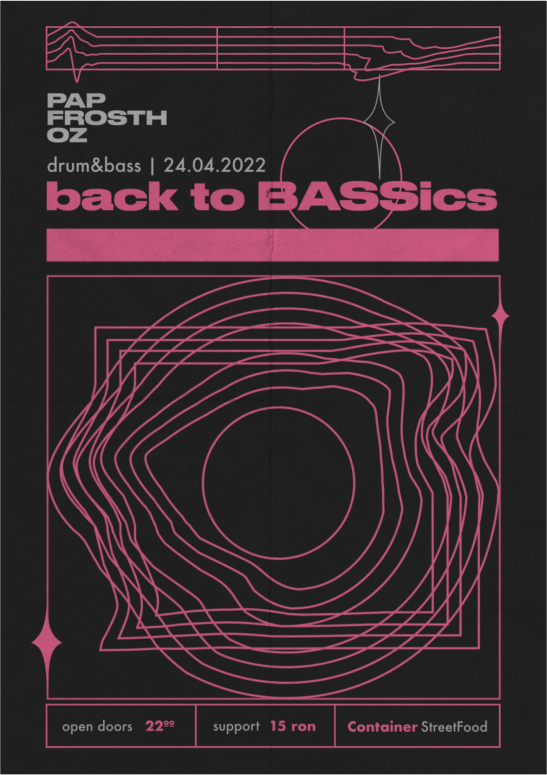 PAP
FROSTH
OZ
drum&bass | 24.04.2022
back to BASSics
open doors 22⁰⁰
support 15 ron
Container StreetFood